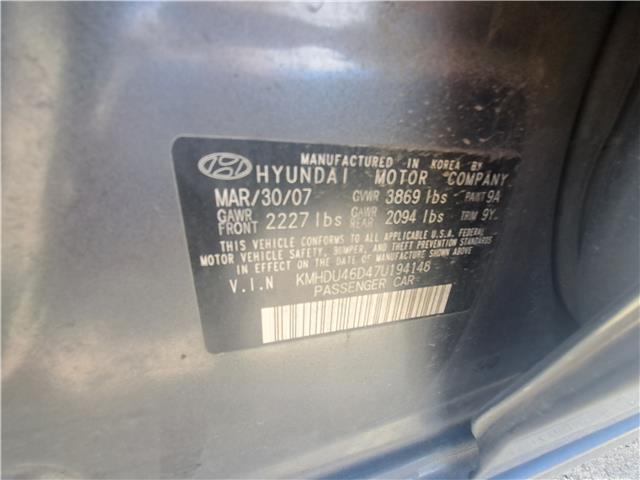 MANUFACTURED IN KOREA BY
HYUNDAI MOTOR COMPANY
MAR/30/07 GVWR 3869 lbs PAINT 9A
GAWR FRONT 2227 lbs GAWR REAR 2094 lbs TRIM 9Y
THIS VEHICLE CONFORMS TO ALL APPLICABLE U.S.A. FEDERAL
MOTOR VEHICLE SAFETY, BUMPER, AND THEFT PREVENTION STANDARDS
IN EFFECT ON THE DATE OF MANUFACTURE SHOWN ABOVE
V.I.N KMHDU46D47U194146
PASSENGER CAR